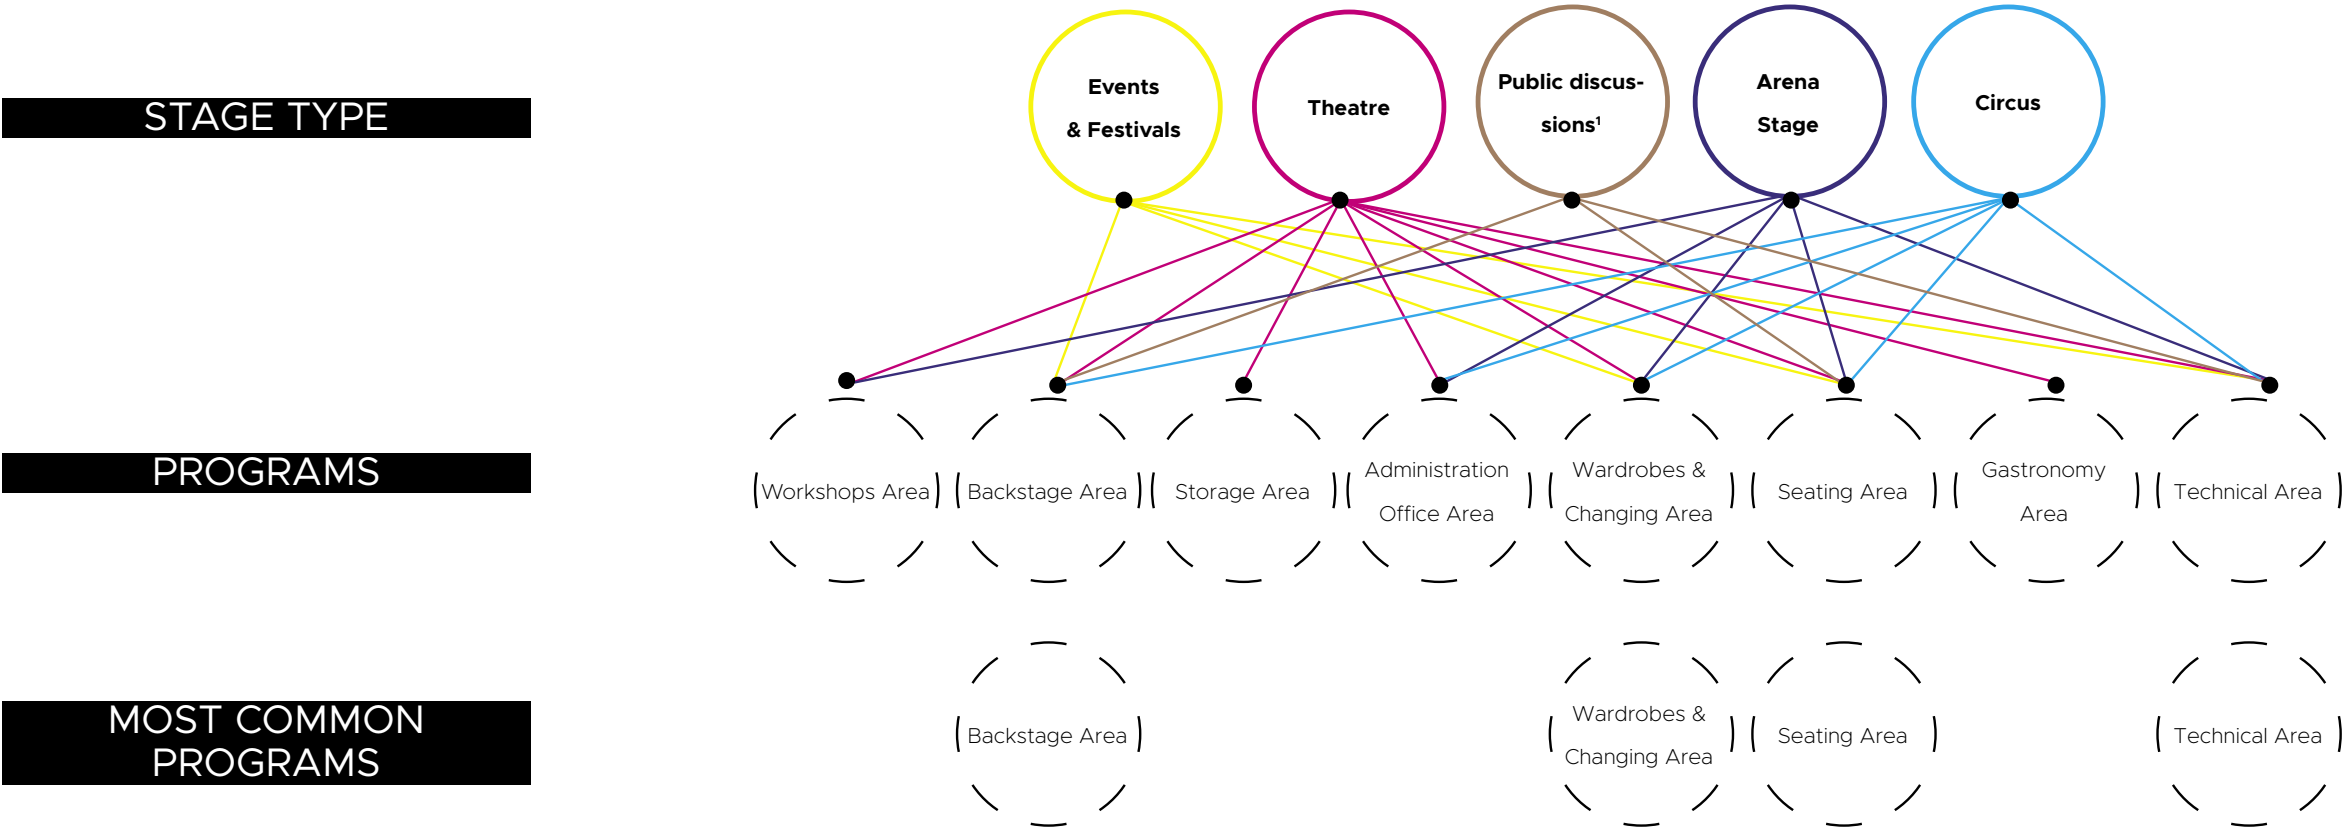 Events
& Festivals
Theatre
Public discus-
sions¹
Arena
Stage
Circus
STAGE TYPE
PROGRAMS
Workshops Area
Backstage Area
Storage Area
Administration
Office Area
Wardrobes &
Changing Area
Seating Area
Gastronomy
Area
Technical Area
MOST COMMON
PROGRAMS
Backstage Area
Wardrobes &
Changing Area
Seating Area
Technical Area